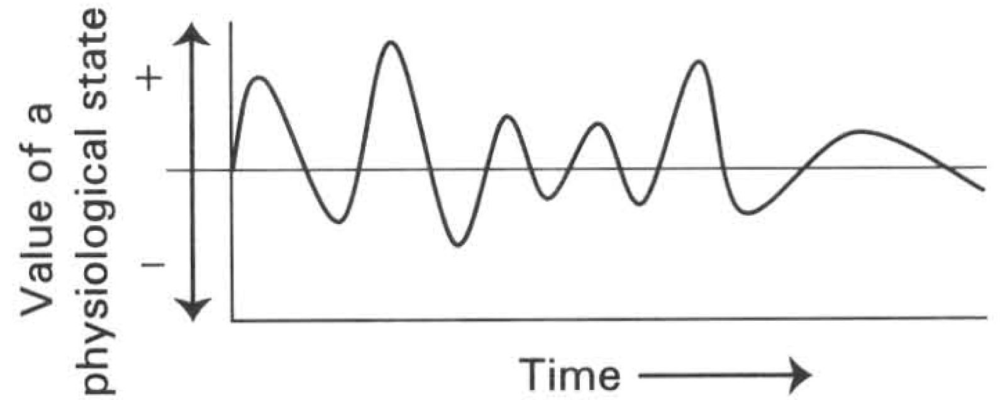 Value of a
physiological state
+
−
Time